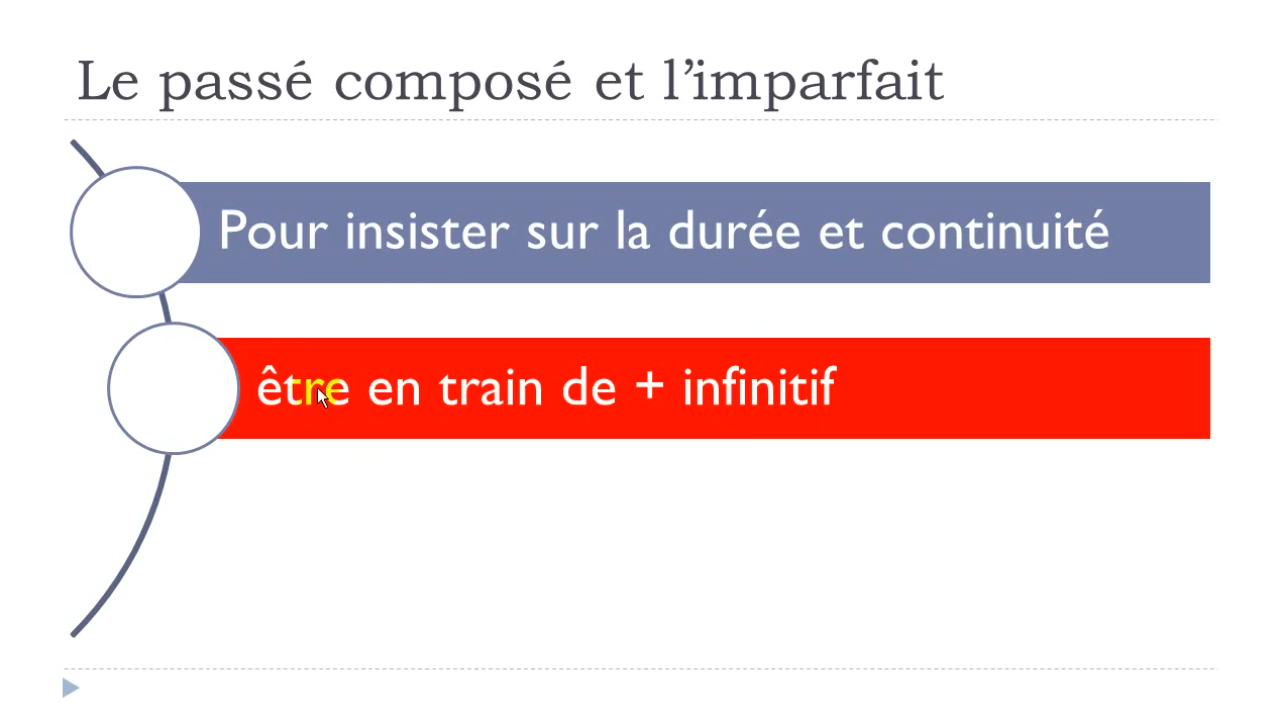 Le passé composé et l’imparfait
Pour insister sur la durée et continuité
être en train de + infinitif